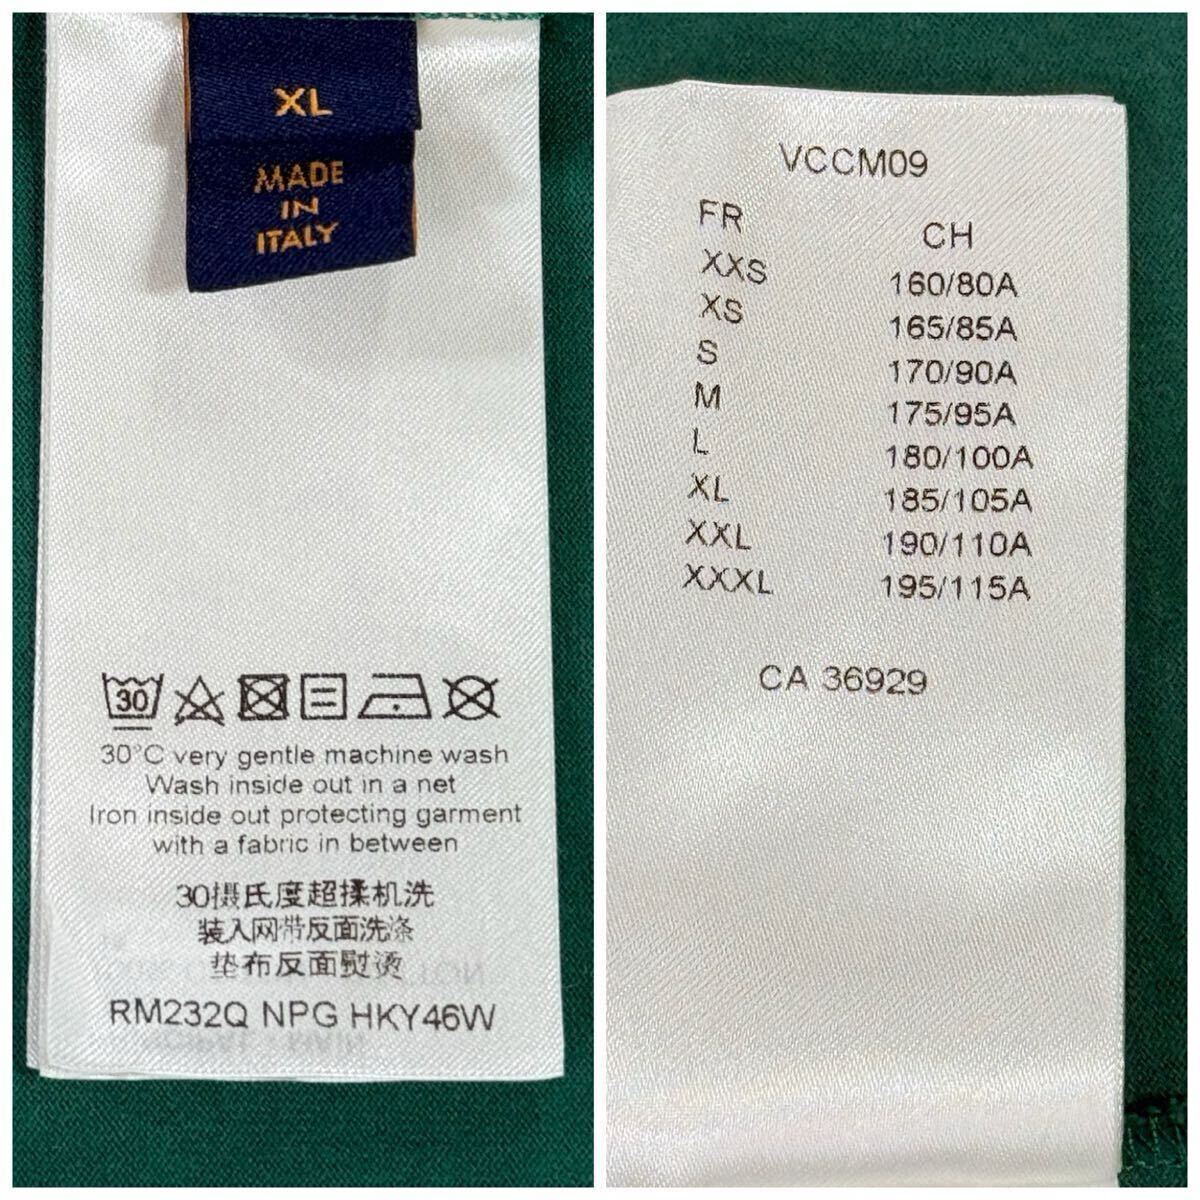 XL
MADE
IN
ITALY
30
30°C very gentle machine wash
Wash inside out in a net
Iron inside out protecting garment
with a fabric in between
30摄氏度超揉机洗
装入网带反面洗涤
垫布反面熨烫
RM232Q NPG HKY46W
VCCM09
FR CH
XXS 160/80A
XS 165/85A
S 170/90A
M 175/95A
L 180/100A
XL 185/105A
XXL 190/110A
XXXL 195/115A
CA 36929